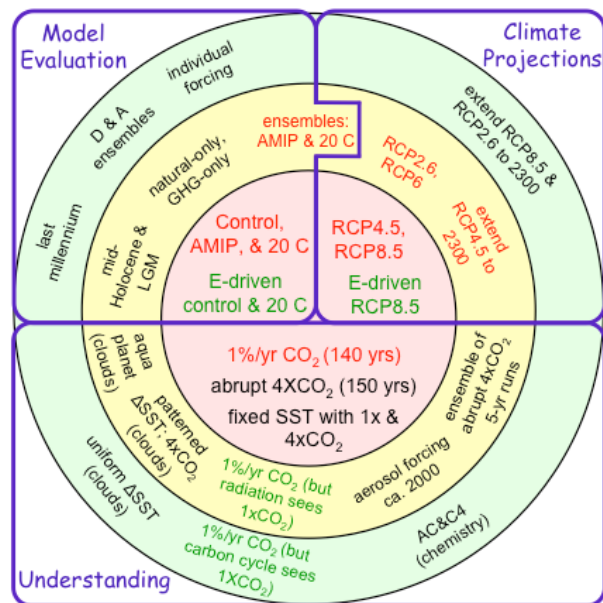 Model
Evaluation
Climate
Projections
individual
forcing
D & A
ensembles
last
millennium
extend RCP8.5 &
RCP2.6 to 2300
ensembles:
AMIP & 20 C
natural-only,
GHG-only
mid-
Holocene &
LGM
RCP2.6,
RCP6
extend
RCP4.5 to
2300
Control,
AMIP, & 20 C
E-driven
control & 20 C
RCP4.5,
RCP8.5
E-driven
RCP8.5
1%/yr CO₂ (140 yrs)
abrupt 4XCO₂ (150 yrs)
fixed SST with 1x &
4xCO₂
aqua
planet
(clouds)
patterned
ΔSST; 4xCO₂
(clouds)
1%/yr CO₂ (but
radiation sees
1xCO₂)
aerosol forcing
ca. 2000
ensemble of
abrupt 4xCO₂
5-yr runs
uniform ΔSST
(clouds)
1%/yr CO₂ (but
carbon cycle sees
1XCO₂)
AC&C4
(chemistry)
Understanding